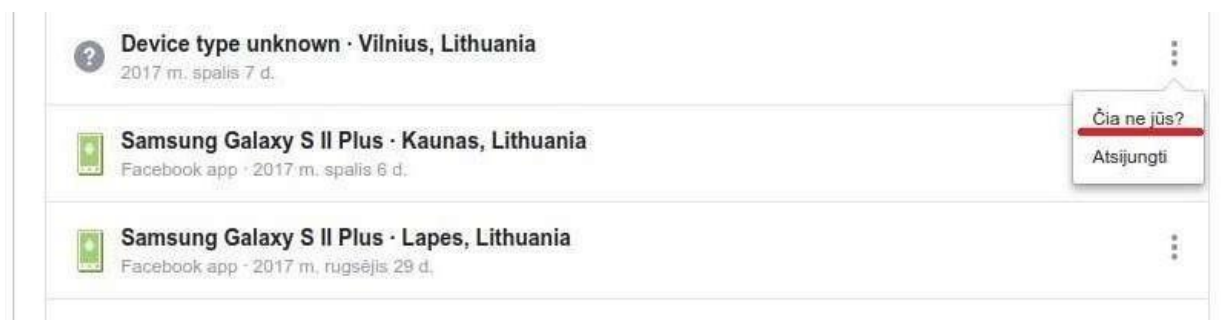 Device type unknown · Vilnius, Lithuania
2017 m. spalis 7 d.
Čia ne jūs?
Samsung Galaxy S II Plus · Kaunas, Lithuania
Atsijungti
Facebook app · 2017 m. spalis 6 d.
Samsung Galaxy S II Plus · Lapes, Lithuania
Facebook app · 2017 m. rugsėjis 29 d.